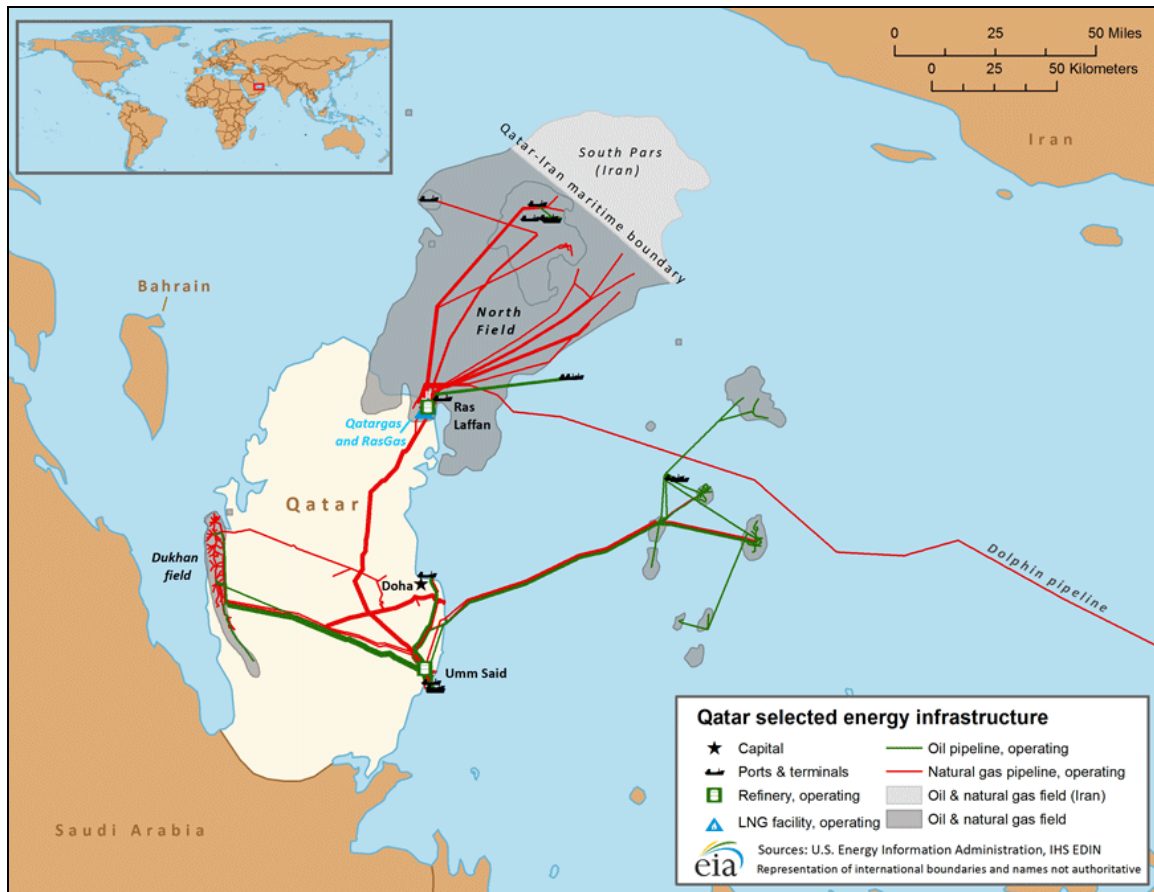 0 25 50 Miles
0 25 50 Kilometers
Iran
South Pars
(Iran)
Qatar-Iran maritime boundary
Bahrain
North
Field
Ras
Laffan
Qatargas
and RasGas
Qatar
Dukhan
field
Doha
Dolphin pipeline
Umm Said
Saudi Arabia
Qatar selected energy infrastructure
Capital
Ports & terminals
Refinery, operating
LNG facility, operating
Oil pipeline, operating
Natural gas pipeline, operating
Oil & natural gas field (Iran)
Oil & natural gas field
eia
Sources: U.S. Energy Information Administration, IHS EDIN
Representation of international boundaries and names not authoritative